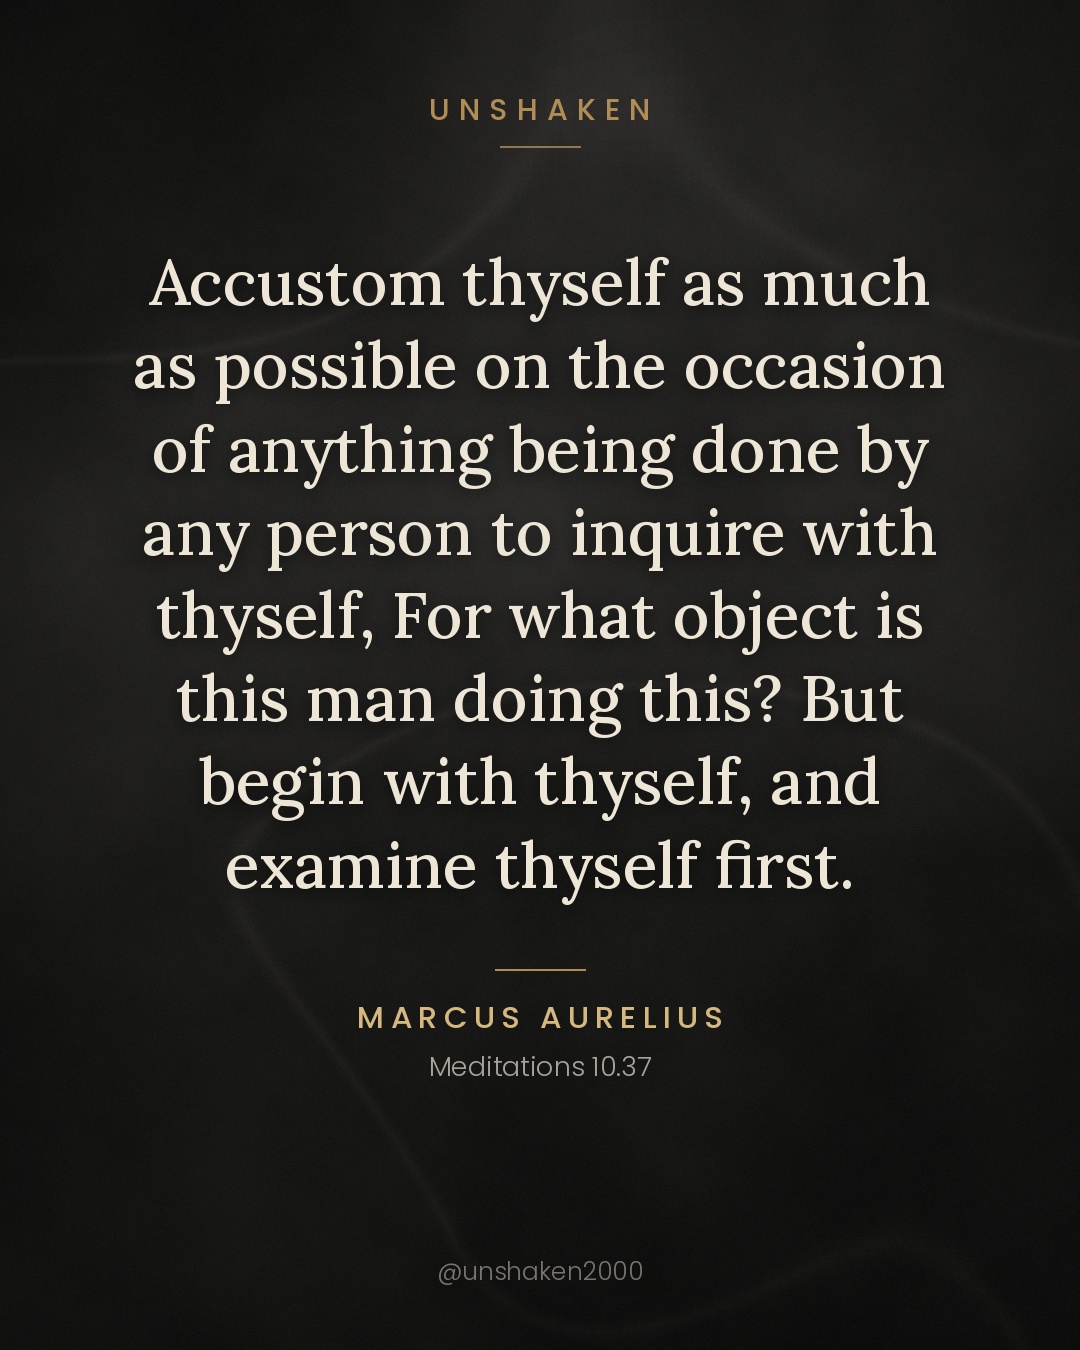 UNSHAKEN
Accustom thyself as much
as possible on the occasion
of anything being done by
any person to inquire with
thyself, For what object is
this man doing this? But
begin with thyself, and
examine thyself first.
MARCUS AURELIUS
Meditations 10.37
@unshaken2000